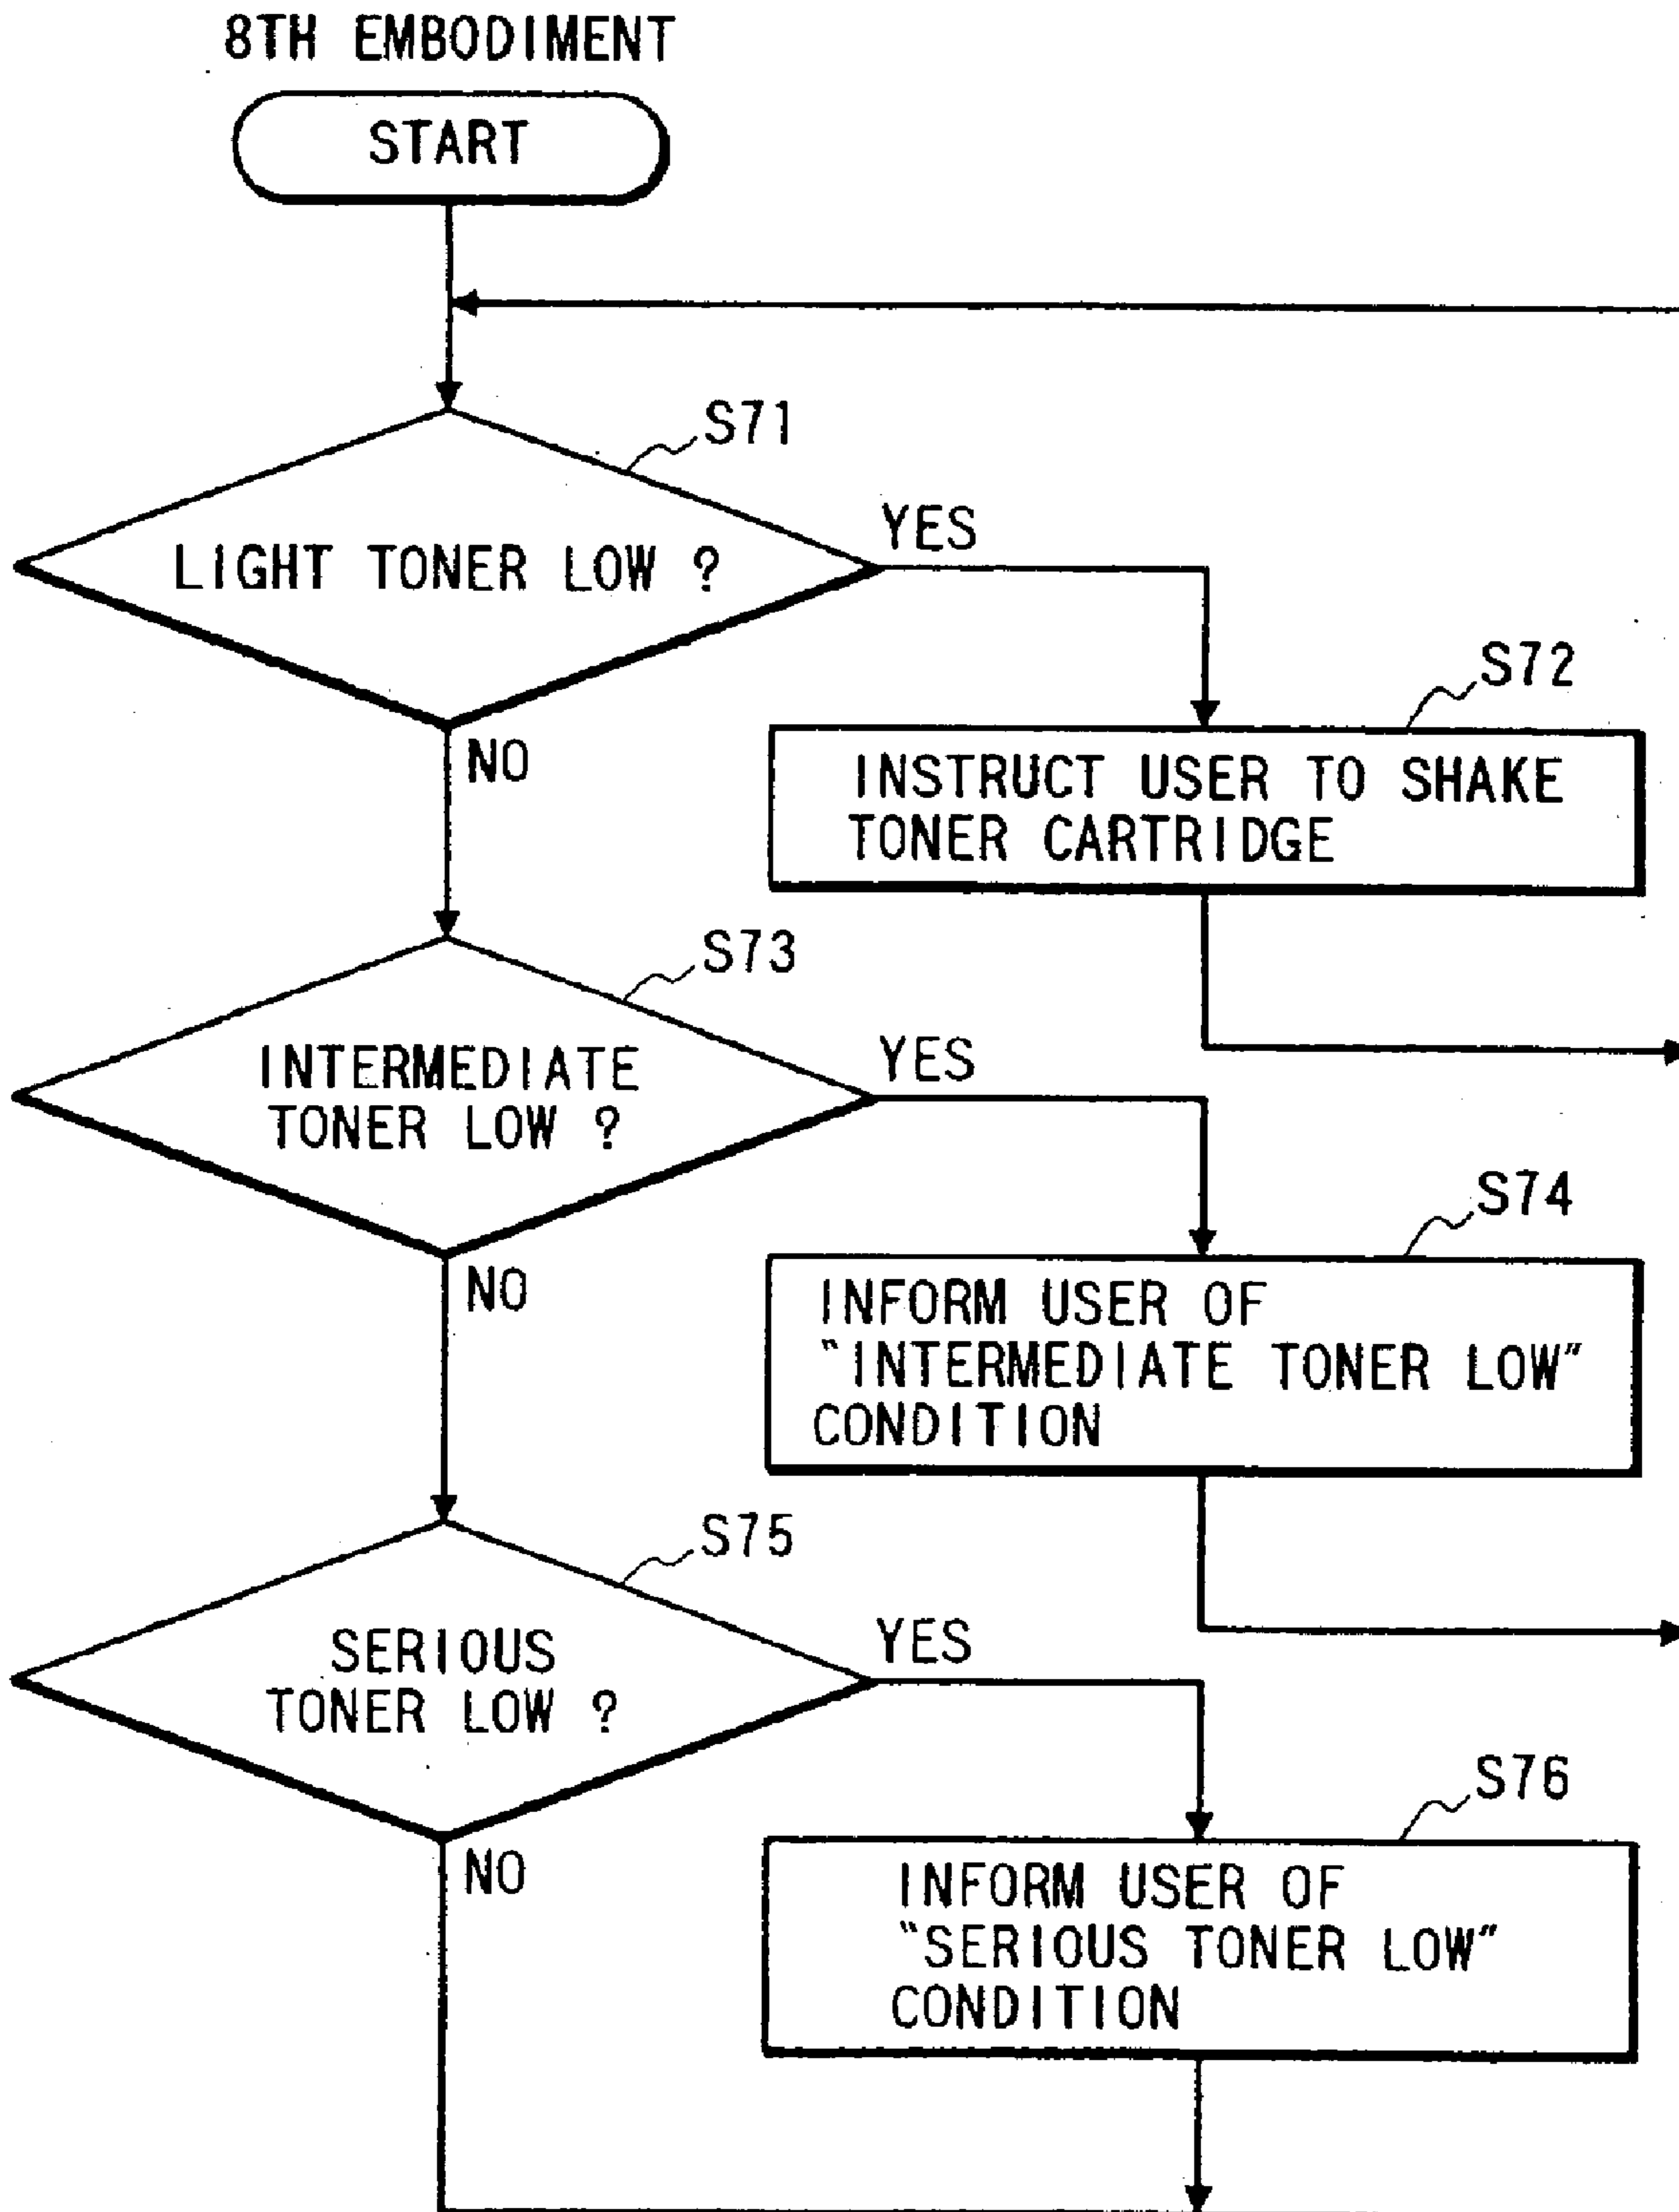 8TH EMBODIMENT
START
S71
LIGHT TONER LOW ?
YES
NO
S72
INSTRUCT USER TO SHAKE
TONER CARTRIDGE
S73
INTERMEDIATE
TONER LOW ?
YES
NO
S74
INFORM USER OF
"INTERMEDIATE TONER LOW"
CONDITION
S75
SERIOUS
TONER LOW ?
YES
NO
S76
INFORM USER OF
"SERIOUS TONER LOW"
CONDITION